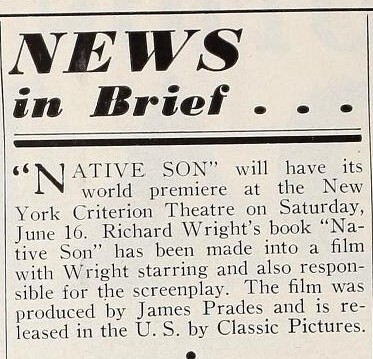 NEWS
in Brief . . .
"NATIVE SON" will have its
world premiere at the New
York Criterion Theatre on Saturday,
June 16. Richard Wright's book "Na-
tive Son" has been made into a film
with Wright starring and also respon-
sible for the screenplay. The film was
produced by James Prades and is re-
leased in the U. S. by Classic Pictures.